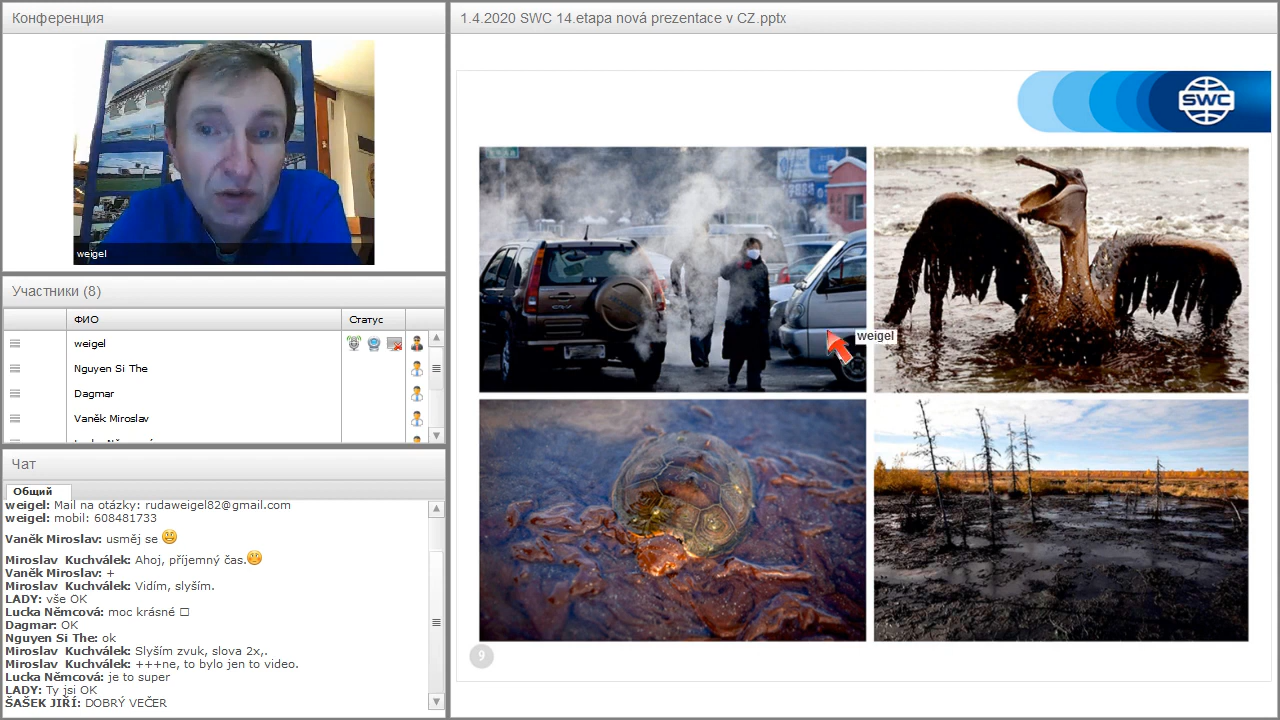 Конференция
weigel
Участники (8)
ФИО
Статус
weigel
Nguyen Si The
Dagmar
Vaněk Miroslav
Чат
Общий
weigel: Mail na otázky: rudaweigel82@gmail.com
weigel: mobil: 608481733
Vaněk Miroslav: usměj se
Miroslav Kuchválek: Ahoj, příjemný čas.
Vaněk Miroslav: +
Miroslav Kuchválek: Vidím, slyším.
LADY: vše OK
Lucka Němcová: moc krásné □
Dagmar: OK
Nguyen Si The: ok
Miroslav Kuchválek: Slyším zvuk, slova 2x,.
Miroslav Kuchválek: +++ne, to bylo jen to video.
Lucka Němcová: je to super
LADY: Ty jsi OK
ŠAŠEK JIŘÍ: DOBRÝ VEČER
1.4.2020 SWC 14.etapa nová prezentace v CZ.pptx
SWC
weigel
9